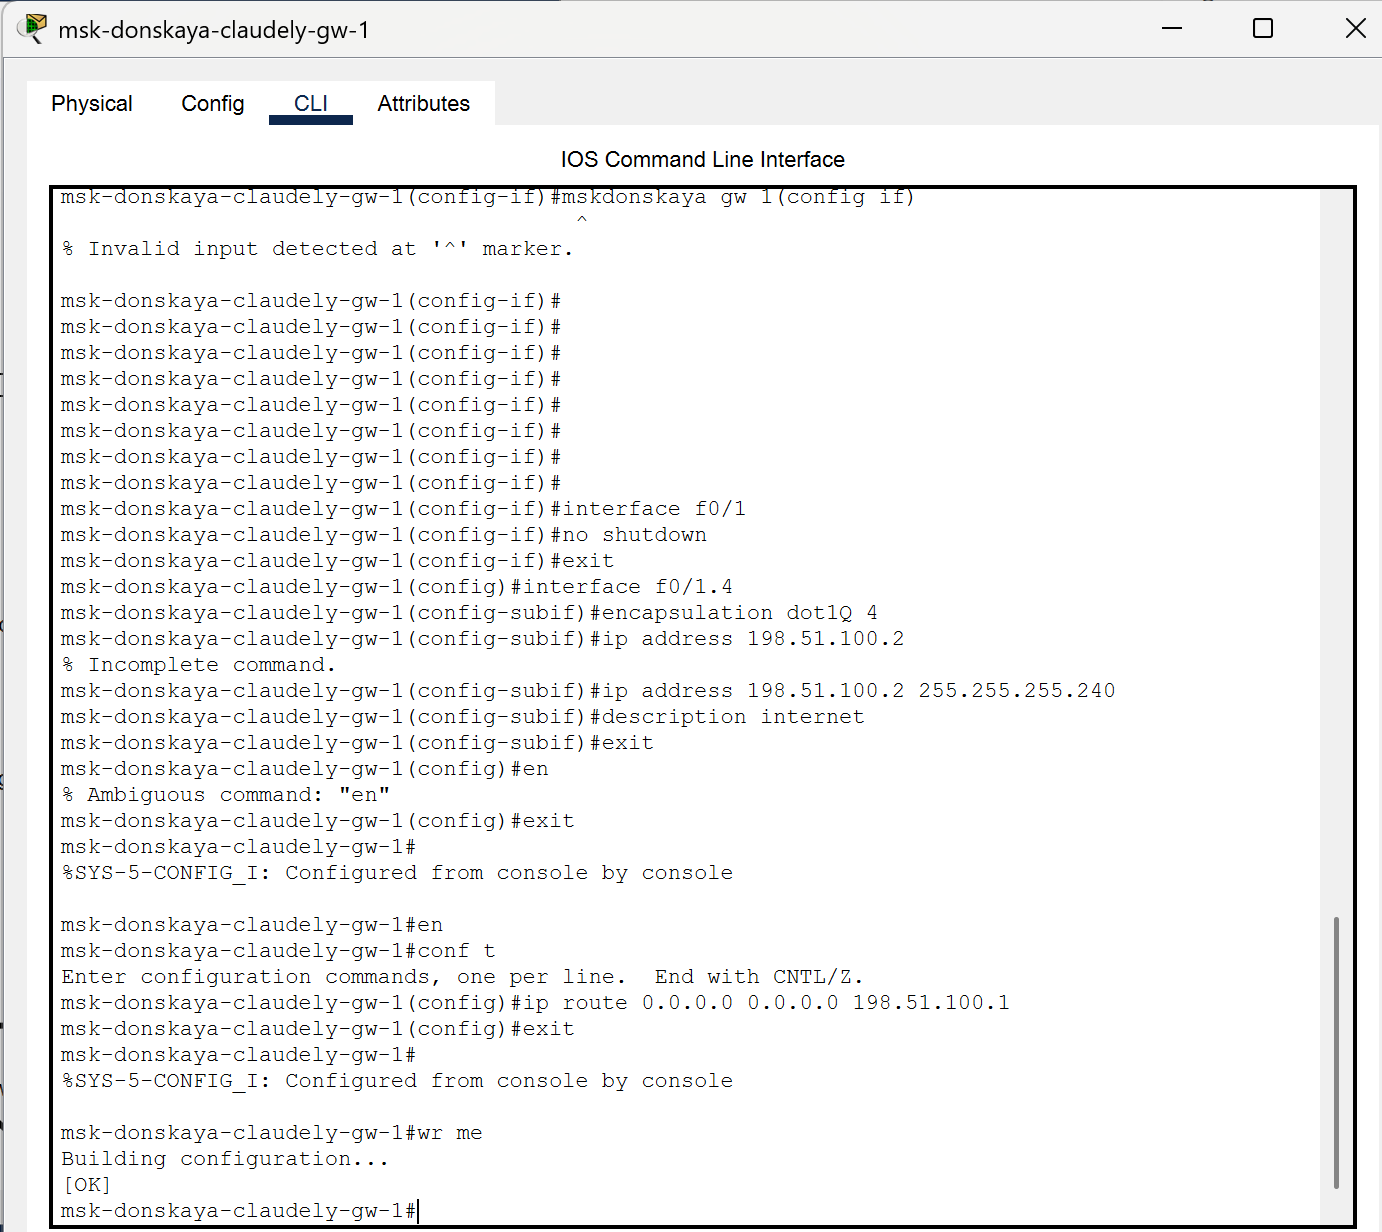 msk-donskaya-claudely-gw-1
Physical Config CLI Attributes
IOS Command Line Interface
msk-donskaya-claudely-gw-1(config-if)#mskdonskaya gw 1(config if)
^
% Invalid input detected at '^' marker.
msk-donskaya-claudely-gw-1(config-if)#
msk-donskaya-claudely-gw-1(config-if)#
msk-donskaya-claudely-gw-1(config-if)#
msk-donskaya-claudely-gw-1(config-if)#
msk-donskaya-claudely-gw-1(config-if)#
msk-donskaya-claudely-gw-1(config-if)#
msk-donskaya-claudely-gw-1(config-if)#
msk-donskaya-claudely-gw-1(config-if)#
msk-donskaya-claudely-gw-1(config-if)#interface f0/1
msk-donskaya-claudely-gw-1(config-if)#no shutdown
msk-donskaya-claudely-gw-1(config-if)#exit
msk-donskaya-claudely-gw-1(config)#interface f0/1.4
msk-donskaya-claudely-gw-1(config-subif)#encapsulation dot1Q 4
msk-donskaya-claudely-gw-1(config-subif)#ip address 198.51.100.2
% Incomplete command.
msk-donskaya-claudely-gw-1(config-subif)#ip address 198.51.100.2 255.255.255.240
msk-donskaya-claudely-gw-1(config-subif)#description internet
msk-donskaya-claudely-gw-1(config-subif)#exit
msk-donskaya-claudely-gw-1(config)#en
% Ambiguous command: "en"
msk-donskaya-claudely-gw-1(config)#exit
msk-donskaya-claudely-gw-1#
%SYS-5-CONFIG_I: Configured from console by console
msk-donskaya-claudely-gw-1#en
msk-donskaya-claudely-gw-1#conf t
Enter configuration commands, one per line.  End with CNTL/Z.
msk-donskaya-claudely-gw-1(config)#ip route 0.0.0.0 0.0.0.0 198.51.100.1
msk-donskaya-claudely-gw-1(config)#exit
msk-donskaya-claudely-gw-1#
%SYS-5-CONFIG_I: Configured from console by console
msk-donskaya-claudely-gw-1#wr me
Building configuration...
[OK]
msk-donskaya-claudely-gw-1#